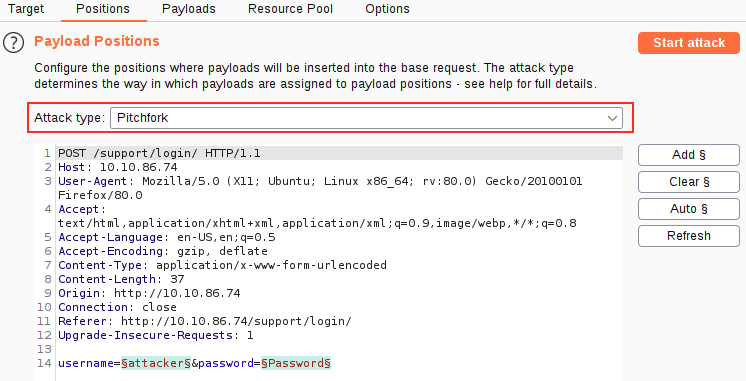 Target Positions Payloads Resource Pool Options
? Payload Positions Start attack
Configure the positions where payloads will be inserted into the base request. The attack type
determines the way in which payloads are assigned to payload positions - see help for full details.
Attack type: Pitchfork
1 POST /support/login/ HTTP/1.1
2 Host: 10.10.86.74
3 User-Agent: Mozilla/5.0 (X11; Ubuntu; Linux x86_64; rv:80.0) Gecko/20100101
Firefox/80.0
4 Accept:
text/html,application/xhtml+xml,application/xml;q=0.9,image/webp,*/*;q=0.8
5 Accept-Language: en-US,en;q=0.5
6 Accept-Encoding: gzip, deflate
7 Content-Type: application/x-www-form-urlencoded
8 Content-Length: 37
9 Origin: http://10.10.86.74
10 Connection: close
11 Referer: http://10.10.86.74/support/login/
12 Upgrade-Insecure-Requests: 1
13
14 username=§attacker§&password=§Password§
Add §
Clear §
Auto §
Refresh